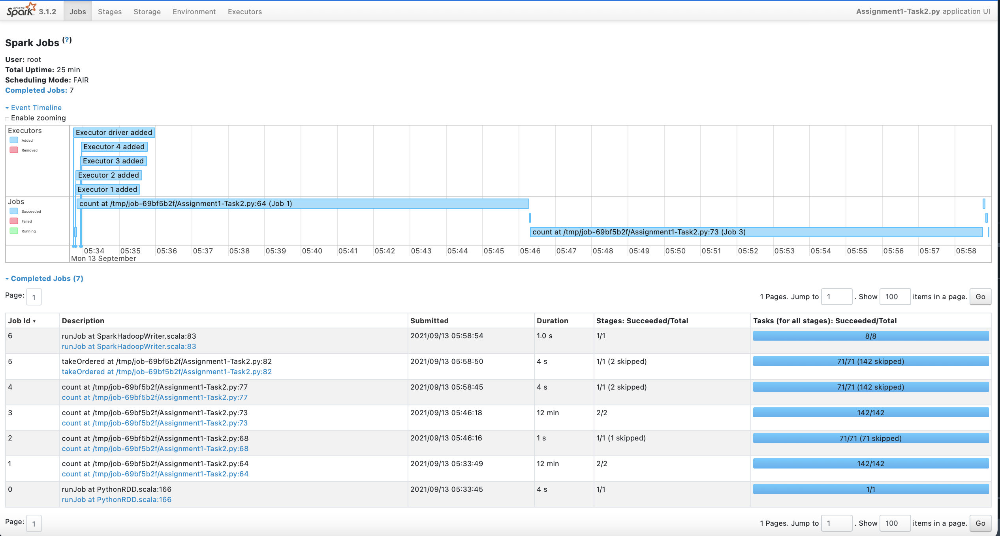 APACHE
Spark 3.1.2 Jobs Stages Storage Environment Executors Assignment1-Task2.py application UI
Spark Jobs (?)
User: root
Total Uptime: 25 min
Scheduling Mode: FAIR
Completed Jobs: 7
Event Timeline
Enable zooming
Executors
Added
Removed
Executor driver added
Executor 4 added
Executor 3 added
Executor 2 added
Executor 1 added
Jobs
Succeeded
Failed
Running
count at /tmp/job-69bf5b2f/Assignment1-Task2.py:64 (Job 1)
count at /tmp/job-69bf5b2f/Assignment1-Task2.py:73 (Job 3)
05:34 05:35 05:36 05:37 05:38 05:39 05:40 05:41 05:42 05:43 05:44 05:45 05:46 05:47 05:48 05:49 05:50 05:51 05:52 05:53 05:54 05:55 05:56 05:57 05:58
Mon 13 September
Completed Jobs (7)
Page: 1 1 Pages. Jump to 1 . Show 100 items in a page. Go
Job Id ▾ Description Submitted Duration Stages: Succeeded/Total Tasks (for all stages): Succeeded/Total
6 runJob at SparkHadoopWriter.scala:83 2021/09/13 05:58:54 1.0 s 1/1 8/8
runJob at SparkHadoopWriter.scala:83
5 takeOrdered at /tmp/job-69bf5b2f/Assignment1-Task2.py:82 2021/09/13 05:58:50 4 s 1/1 (2 skipped) 71/71 (142 skipped)
takeOrdered at /tmp/job-69bf5b2f/Assignment1-Task2.py:82
4 count at /tmp/job-69bf5b2f/Assignment1-Task2.py:77 2021/09/13 05:58:45 4 s 1/1 (2 skipped) 71/71 (142 skipped)
count at /tmp/job-69bf5b2f/Assignment1-Task2.py:77
3 count at /tmp/job-69bf5b2f/Assignment1-Task2.py:73 2021/09/13 05:46:18 12 min 2/2 142/142
count at /tmp/job-69bf5b2f/Assignment1-Task2.py:73
2 count at /tmp/job-69bf5b2f/Assignment1-Task2.py:68 2021/09/13 05:46:16 1 s 1/1 (1 skipped) 71/71 (71 skipped)
count at /tmp/job-69bf5b2f/Assignment1-Task2.py:68
1 count at /tmp/job-69bf5b2f/Assignment1-Task2.py:64 2021/09/13 05:33:49 12 min 2/2 142/142
count at /tmp/job-69bf5b2f/Assignment1-Task2.py:64
0 runJob at PythonRDD.scala:166 2021/09/13 05:33:45 4 s 1/1 1/1
runJob at PythonRDD.scala:166
Page: 1 1 Pages. Jump to 1 . Show 100 items in a page. Go